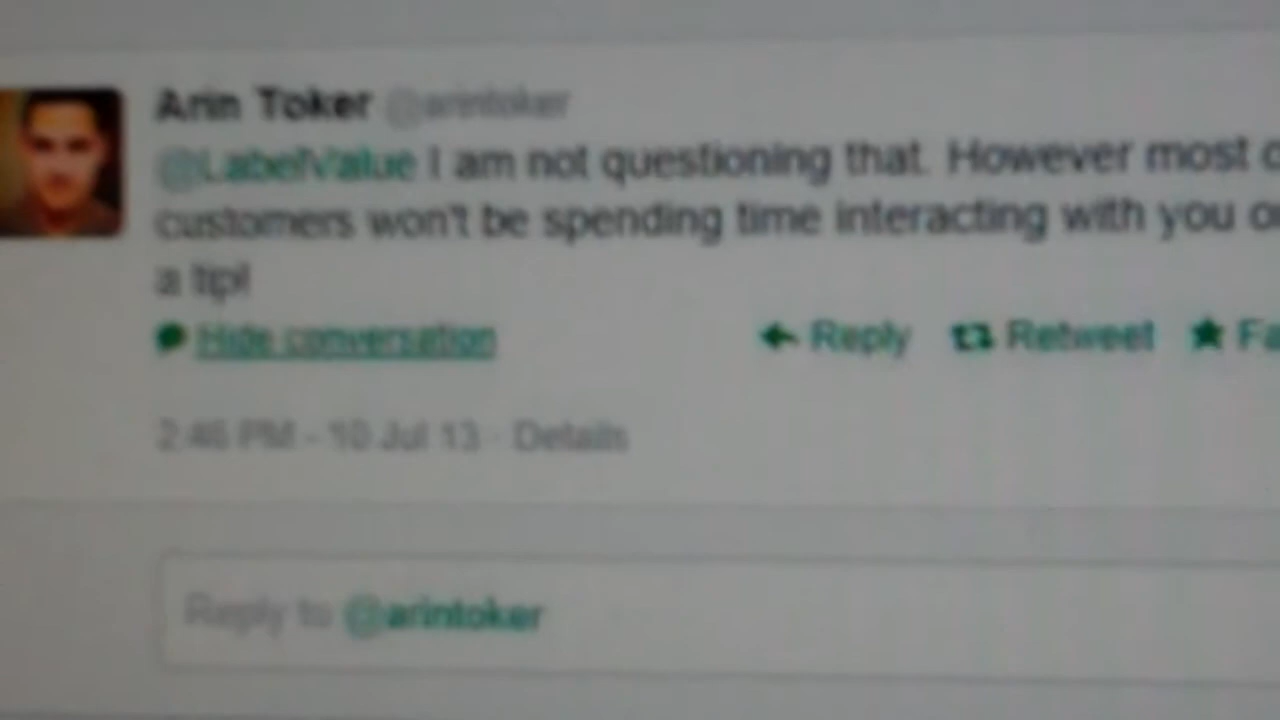 Arin Toker @arintoker
@LabelValue I am not questioning that. However most
customers won't be spending time interacting with you
a tip!
Hide conversation Reply Retweet
2:46 PM - 10 Jul 13 · Details
Reply to @arintoker